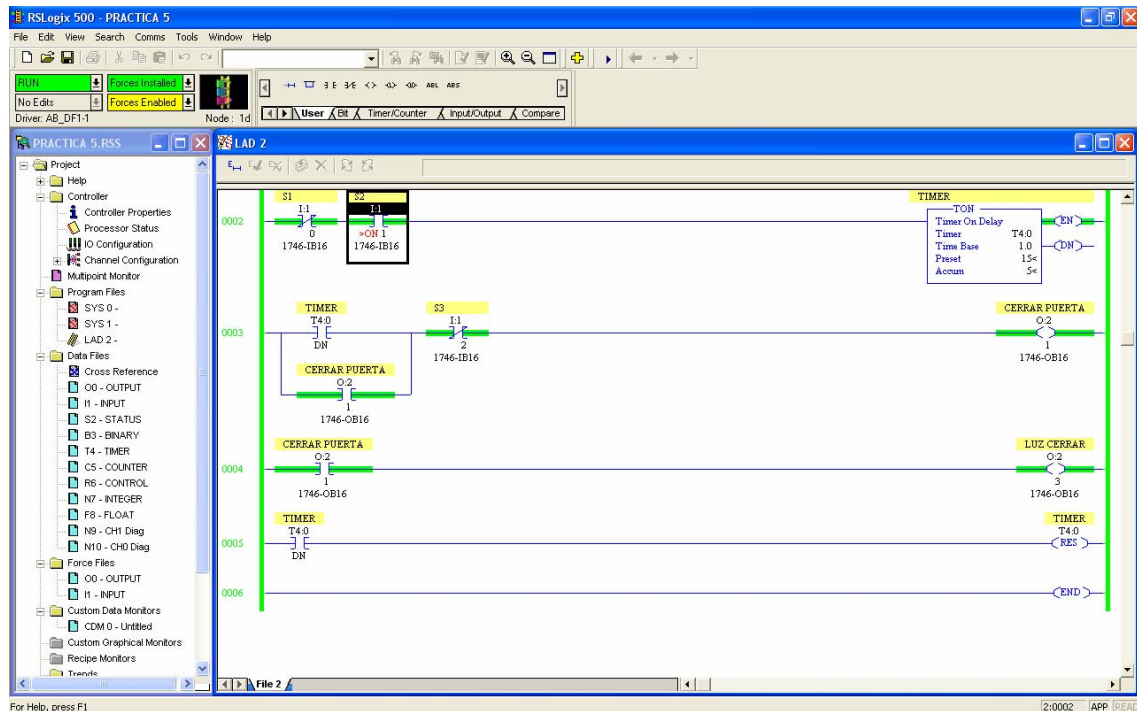 RSLogix 500 - PRACTICA 5
File Edit View Search Comms Tools Window Help
RUN
Forces Installed
No Edits
Forces Enabled
Driver: AB_DF1-1
Node: 1d
ABL ABS
User Bit Timer/Counter Input/Output Compare
PRACTICA 5.RSS
Project
Help
Controller
Controller Properties
Processor Status
IO Configuration
Channel Configuration
Multipoint Monitor
Program Files
SYS 0 -
SYS 1 -
LAD 2 -
Data Files
Cross Reference
O0 - OUTPUT
I1 - INPUT
S2 - STATUS
B3 - BINARY
T4 - TIMER
C5 - COUNTER
R6 - CONTROL
N7 - INTEGER
F8 - FLOAT
N9 - CH1 Diag
N10 - CH0 Diag
Force Files
O0 - OUTPUT
I1 - INPUT
Custom Data Monitors
CDM 0 - Untitled
Custom Graphical Monitors
Recipe Monitors
Trends
LAD 2
0002
S1
I:1
0
1746-IB16
S2
I:1
>ON 1
1746-IB16
TIMER
TON
Timer On Delay
Timer T4:0
Time Base 1.0
Preset 15<
Accum 5<
EN
DN
0003
TIMER
T4:0
DN
S3
I:1
2
1746-IB16
CERRAR PUERTA
O:2
1
1746-OB16
CERRAR PUERTA
O:2
1
1746-OB16
0004
CERRAR PUERTA
O:2
1
1746-OB16
LUZ CERRAR
O:2
3
1746-OB16
0005
TIMER
T4:0
DN
TIMER
T4:0
RES
0006
END
File 2
For Help, press F1
2:0002 APP READ